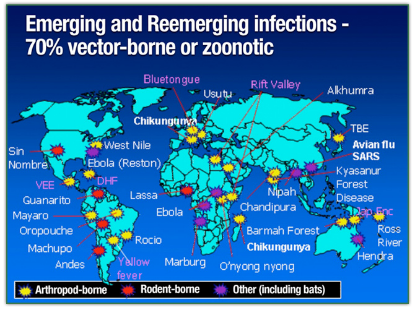 Emerging and Reemerging infections -
70% vector-borne or zoonotic
Bluetongue
Rift Valley
Usutu
Alkhumra
Chikungunya
TBE
West Nile
Avian flu
SARS
Sin
Nombre
Ebola (Reston)
Kyasanur
Forest
Disease
VEE
DHF
Nipah
Guanarito
Lassa
Chandipura
Jap Enc
Mayaro
Ebola
Barmah Forest
Ross
River
Oropouche
Rocio
Chikungunya
Machupo
Hendra
Yellow
fever
Andes
Marburg
O'nyong nyong
Arthropod-borne
Rodent-borne
Other (including bats)